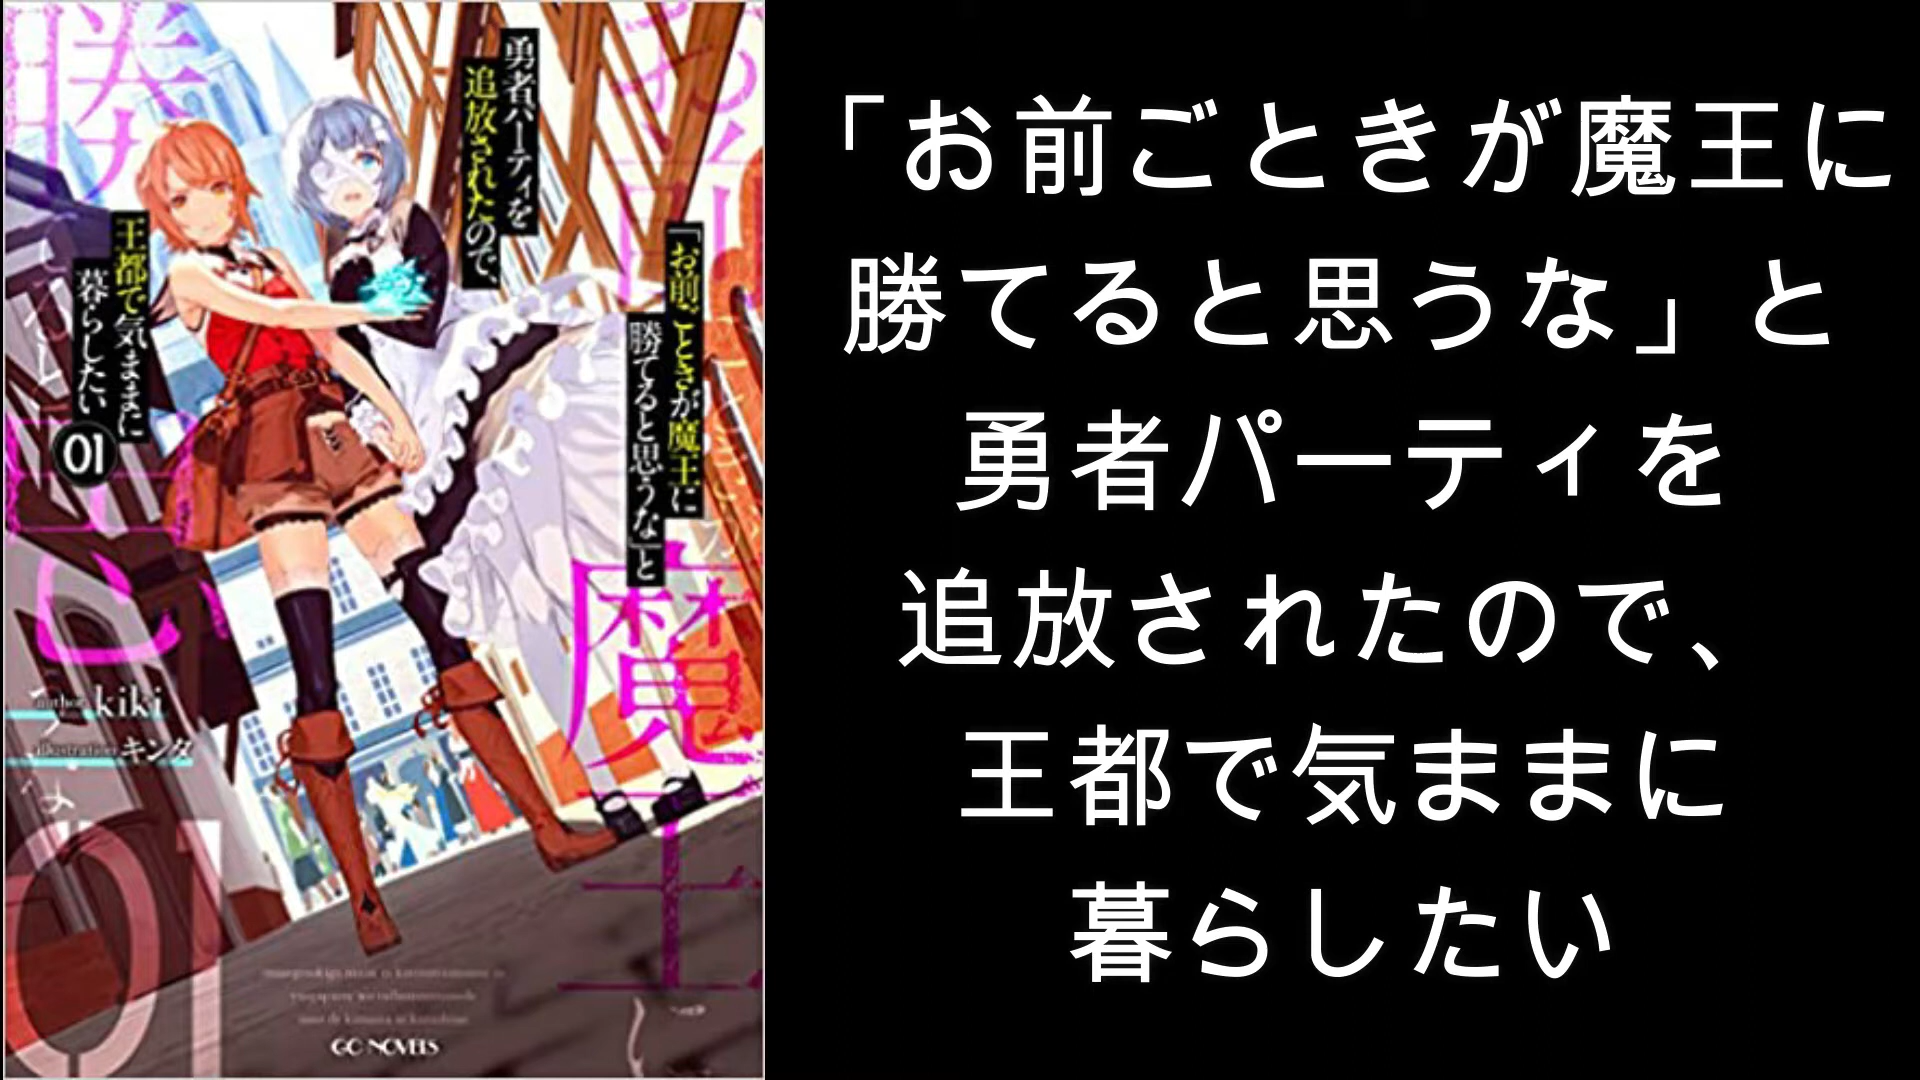 「お前ごときが魔王に
勝てると思うな」と
勇者パーティを
追放されたので、
王都で気ままに
暮らしたい
01
author kiki
illustration キンタ
GC NOVELS
「お前ごときが魔王に
勝てると思うな」と
勇者パーティを
追放されたので、
王都で気ままに
暮らしたい